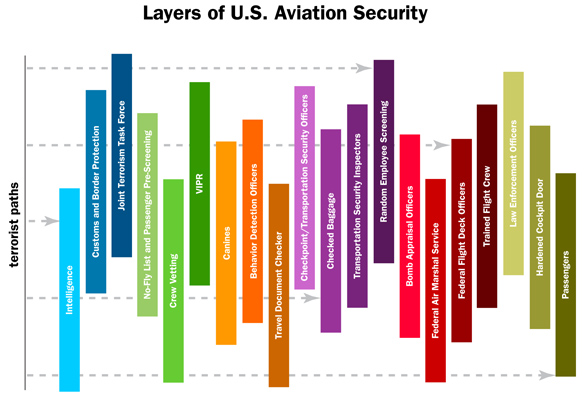 Layers of U.S. Aviation Security
terrorist paths
Intelligence
Customs and Border Protection
Joint Terrorism Task Force
No-Fly List and Passenger Pre-Screening
Crew Vetting
VIPR
Canines
Behavior Detection Officers
Travel Document Checker
Checkpoint/Transportation Security Officers
Checked Baggage
Transportation Security Inspectors
Random Employee Screening
Bomb Appraisal Officers
Federal Air Marshal Service
Federal Flight Deck Officers
Trained Flight Crew
Law Enforcement Officers
Hardened Cockpit Door
Passengers